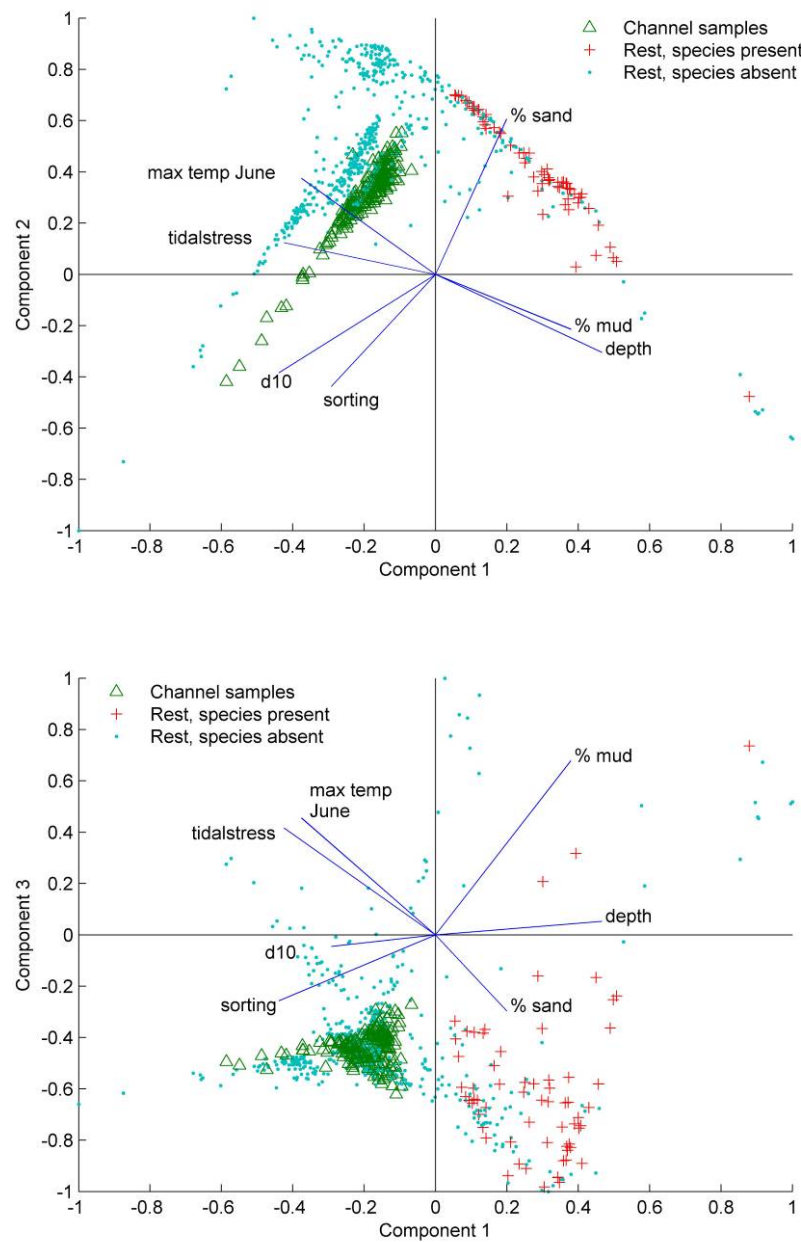 1
0.8
0.6
0.4
0.2
0
-0.2
-0.4
-0.6
-0.8
-1
Component 2
Channel samples
Rest, species present
Rest, species absent
% sand
max temp June
tidalstress
% mud
depth
d10
sorting
-1 -0.8 -0.6 -0.4 -0.2 0 0.2 0.4 0.6 0.8 1
Component 1
1
0.8
0.6
0.4
0.2
0
-0.2
-0.4
-0.6
-0.8
-1
Component 3
Channel samples
Rest, species present
Rest, species absent
% mud
max temp
June
tidalstress
depth
d10
sorting
% sand
-1 -0.8 -0.6 -0.4 -0.2 0 0.2 0.4 0.6 0.8 1
Component 1